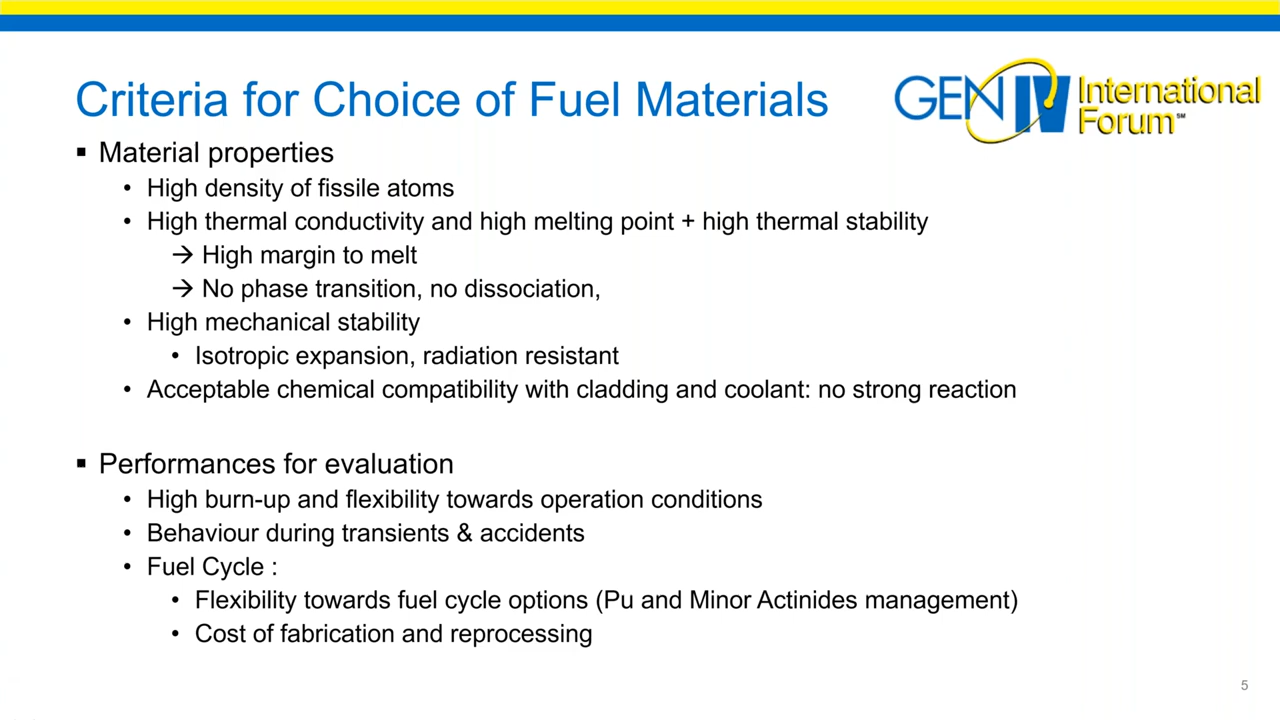 Criteria for Choice of Fuel Materials
GEN IV International Forum℠
▪ Material properties
• High density of fissile atoms
• High thermal conductivity and high melting point + high thermal stability
→ High margin to melt
→ No phase transition, no dissociation,
• High mechanical stability
• Isotropic expansion, radiation resistant
• Acceptable chemical compatibility with cladding and coolant: no strong reaction
▪ Performances for evaluation
• High burn-up and flexibility towards operation conditions
• Behaviour during transients & accidents
• Fuel Cycle :
• Flexibility towards fuel cycle options (Pu and Minor Actinides management)
• Cost of fabrication and reprocessing
5